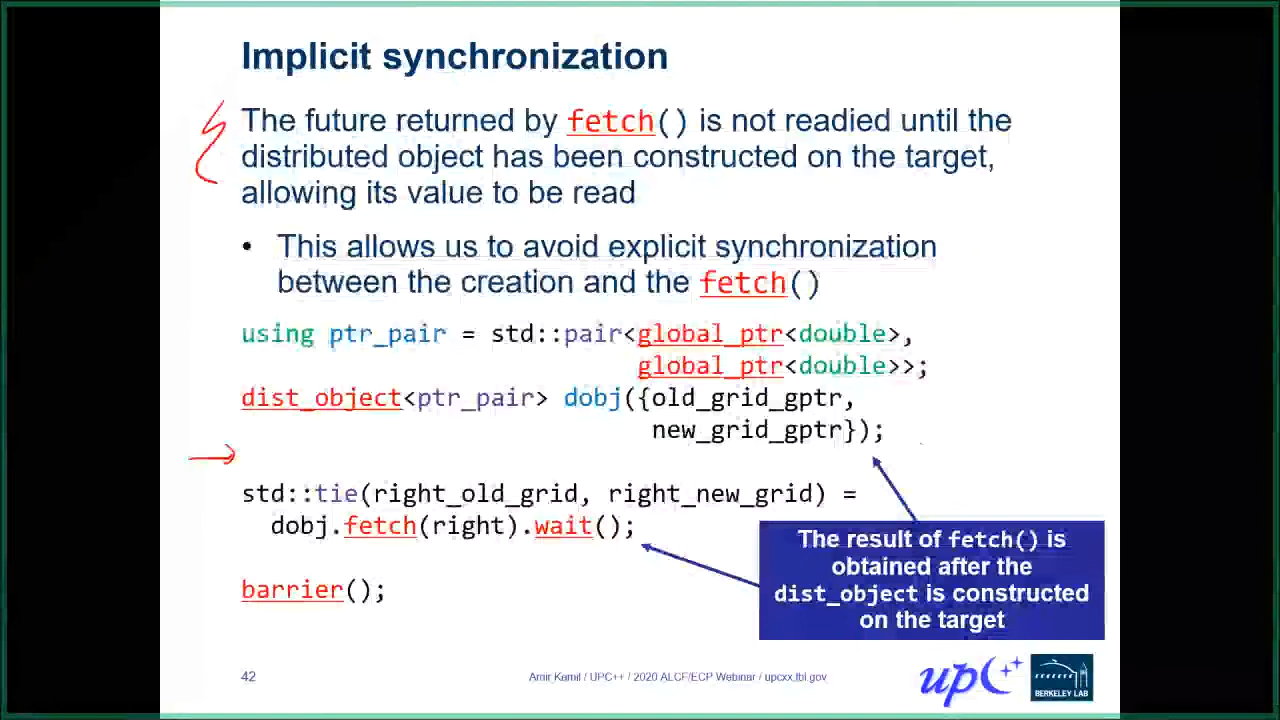 Implicit synchronization
The future returned by fetch() is not readied until the
distributed object has been constructed on the target,
allowing its value to be read
• This allows us to avoid explicit synchronization
between the creation and the fetch()
using ptr_pair = std::pair<global_ptr<double>,
global_ptr<double>>;
dist_object<ptr_pair> dobj({old_grid_gptr,
new_grid_gptr});
std::tie(right_old_grid, right_new_grid) =
dobj.fetch(right).wait();
The result of fetch() is
obtained after the
dist_object is constructed
on the target
barrier();
42
Amir Kamil / UPC++ / 2020 ALCF/ECP Webinar / upcxx.lbl.gov
upC++
BERKELEY LAB